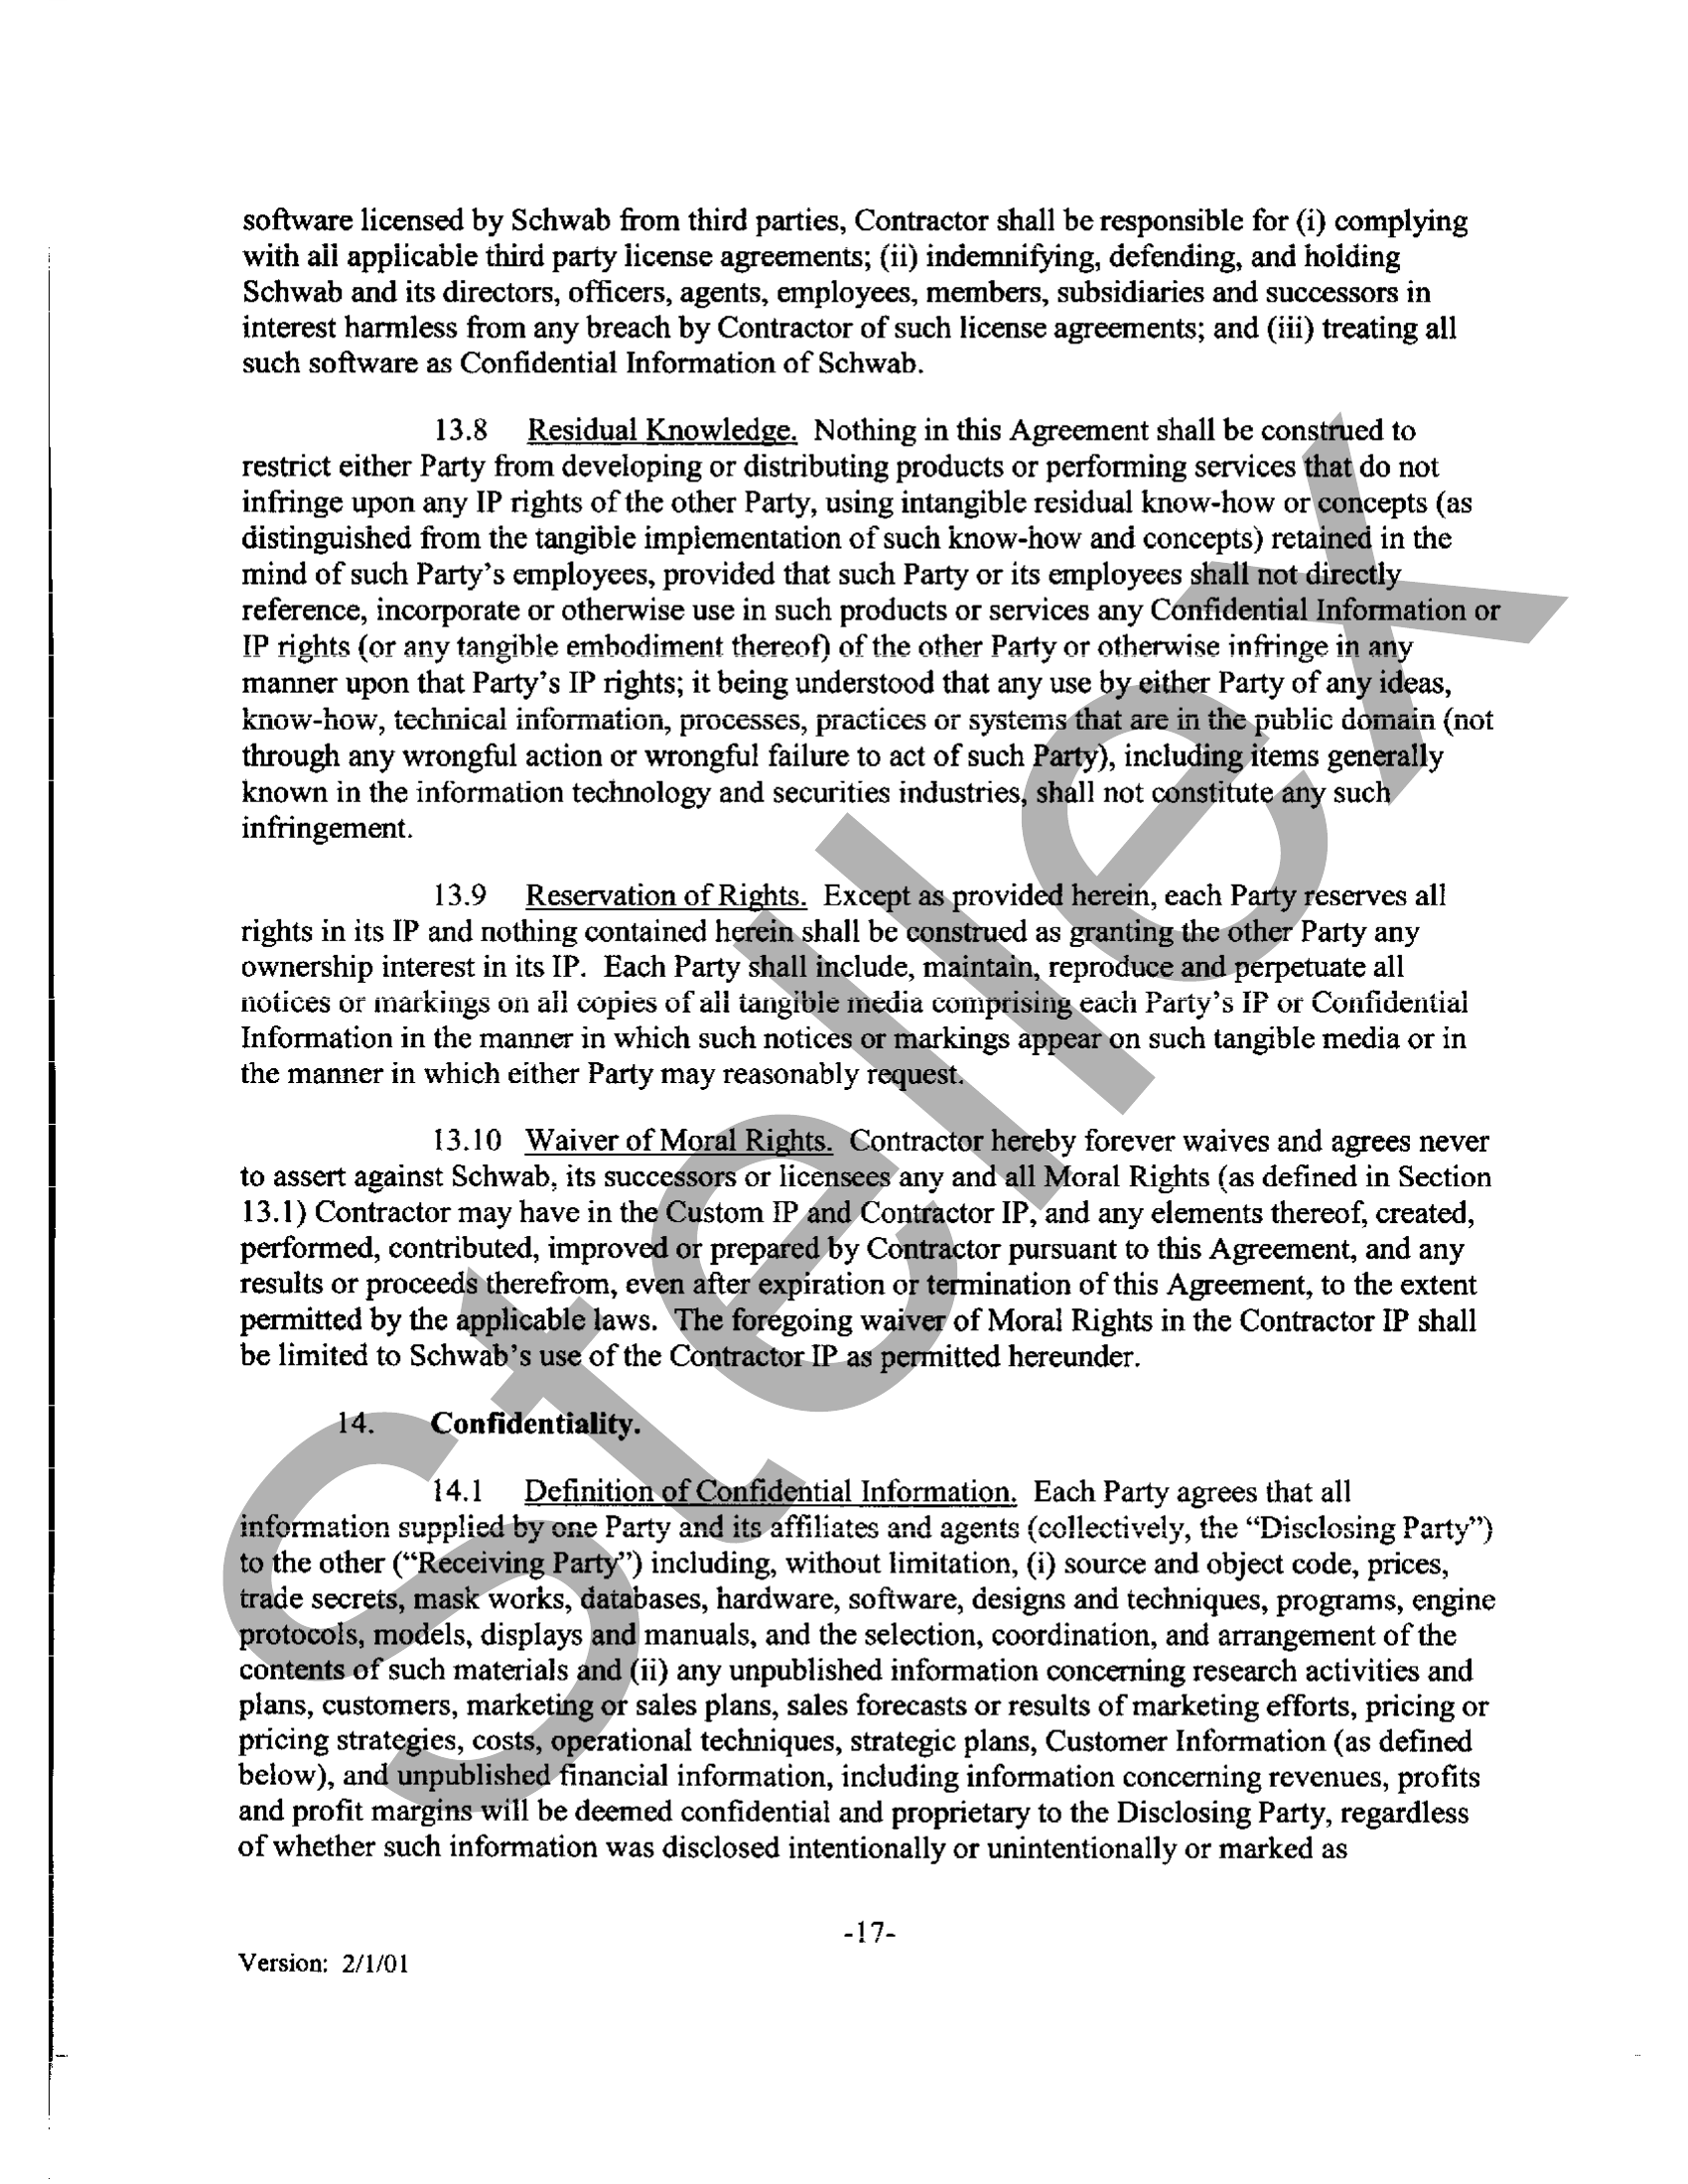 software licensed by Schwab from third parties, Contractor shall be responsible for (i) complying
with all applicable third party license agreements; (ii) indemnifying, defending, and holding
Schwab and its directors, officers, agents, employees, members, subsidiaries and successors in
interest harmless from any breach by Contractor of such license agreements; and (iii) treating all
such software as Confidential Information of Schwab.
13.8 Residual Knowledge. Nothing in this Agreement shall be construed to
restrict either Party from developing or distributing products or performing services that do not
infringe upon any IP rights of the other Party, using intangible residual know-how or concepts (as
distinguished from the tangible implementation of such know-how and concepts) retained in the
mind of such Party's employees, provided that such Party or its employees shall not directly
reference, incorporate or otherwise use in such products or services any Confidential Information or
IP rights (or any tangible embodiment thereof) of the other Party or otherwise infringe in any
manner upon that Party's IP rights; it being understood that any use by either Party of any ideas,
know-how, technical information, processes, practices or systems that are in the public domain (not
through any wrongful action or wrongful failure to act of such Party), including items generally
known in the information technology and securities industries, shall not constitute any such
infringement.
13.9 Reservation of Rights. Except as provided herein, each Party reserves all
rights in its IP and nothing contained herein shall be construed as granting the other Party any
ownership interest in its IP. Each Party shall include, maintain, reproduce and perpetuate all
notices or markings on all copies of all tangible media comprising each Party's IP or Confidential
Information in the manner in which such notices or markings appear on such tangible media or in
the manner in which either Party may reasonably request.
13.10 Waiver of Moral Rights. Contractor hereby forever waives and agrees never
to assert against Schwab, its successors or licensees any and all Moral Rights (as defined in Section
13.1) Contractor may have in the Custom IP and Contractor IP, and any elements thereof, created,
performed, contributed, improved or prepared by Contractor pursuant to this Agreement, and any
results or proceeds therefrom, even after expiration or termination of this Agreement, to the extent
permitted by the applicable laws. The foregoing waiver of Moral Rights in the Contractor IP shall
be limited to Schwab's use of the Contractor IP as permitted hereunder.
14. Confidentiality.
14.1 Definition of Confidential Information. Each Party agrees that all
information supplied by one Party and its affiliates and agents (collectively, the "Disclosing Party")
to the other ("Receiving Party") including, without limitation, (i) source and object code, prices,
trade secrets, mask works, databases, hardware, software, designs and techniques, programs, engine
protocols, models, displays and manuals, and the selection, coordination, and arrangement of the
contents of such materials and (ii) any unpublished information concerning research activities and
plans, customers, marketing or sales plans, sales forecasts or results of marketing efforts, pricing or
pricing strategies, costs, operational techniques, strategic plans, Customer Information (as defined
below), and unpublished financial information, including information concerning revenues, profits
and profit margins will be deemed confidential and proprietary to the Disclosing Party, regardless
of whether such information was disclosed intentionally or unintentionally or marked as
-17-
Version: 2/1/01
Stellex